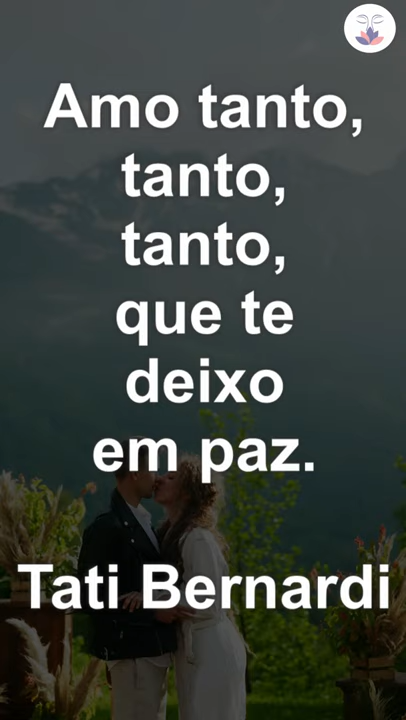 Amo tanto,
tanto,
tanto,
que te
deixo
em paz.
Tati Bernardi